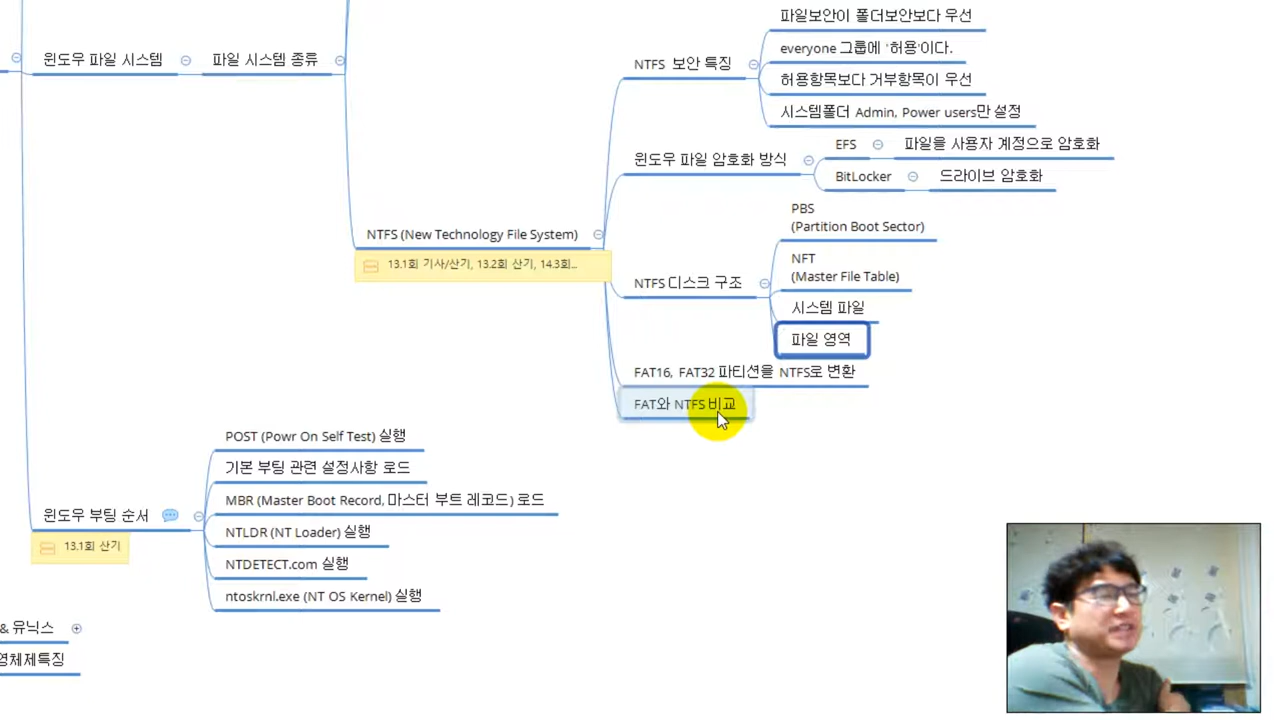 파일보안이 폴더보안보다 우선
everyone 그룹에 '허용'이다.
허용항목보다 거부항목이 우선
시스템폴더 Admin, Power users만 설정
NTFS 보안 특징
윈도우 파일 시스템
파일 시스템 종류
윈도우 파일 암호화 방식
EFS
파일을 사용자 계정으로 암호화
BitLocker
드라이브 암호화
NTFS (New Technology File System)
13.1회 기사/산기, 13.2회 산기, 14.3회...
NTFS 디스크 구조
PBS
(Partition Boot Sector)
NFT
(Master File Table)
시스템 파일
파일 영역
FAT16, FAT32 파티션을 NTFS로 변환
FAT와 NTFS 비교
윈도우 부팅 순서
13.1회 산기
POST (Powr On Self Test) 실행
기본 부팅 관련 설정사항 로드
MBR (Master Boot Record, 마스터 부트 레코드) 로드
NTLDR (NT Loader) 실행
NTDETECT.com 실행
ntoskrnl.exe (NT OS Kernel) 실행
& 유닉스
영체제특징